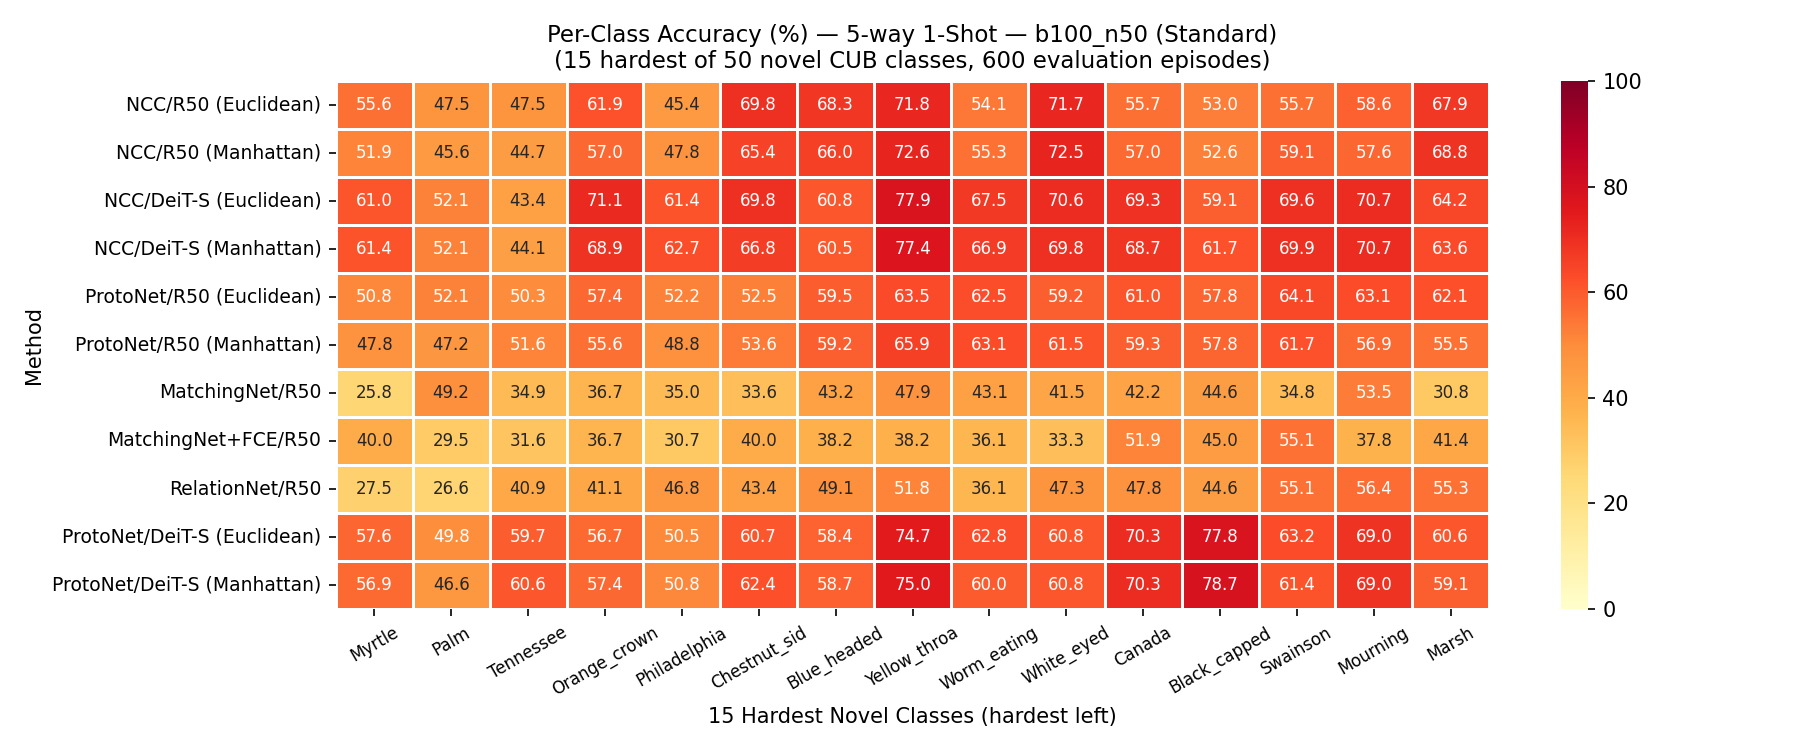 Per-Class Accuracy (%) — 5-way 1-Shot — b100_n50 (Standard)
(15 hardest of 50 novel CUB classes, 600 evaluation episodes)
Method
NCC/R50 (Euclidean) 55.6 47.5 47.5 61.9 45.4 69.8 68.3 71.8 54.1 71.7 55.7 53.0 55.7 58.6 67.9
NCC/R50 (Manhattan) 51.9 45.6 44.7 57.0 47.8 65.4 66.0 72.6 55.3 72.5 57.0 52.6 59.1 57.6 68.8
NCC/DeiT-S (Euclidean) 61.0 52.1 43.4 71.1 61.4 69.8 60.8 77.9 67.5 70.6 69.3 59.1 69.6 70.7 64.2
NCC/DeiT-S (Manhattan) 61.4 52.1 44.1 68.9 62.7 66.8 60.5 77.4 66.9 69.8 68.7 61.7 69.9 70.7 63.6
ProtoNet/R50 (Euclidean) 50.8 52.1 50.3 57.4 52.2 52.5 59.5 63.5 62.5 59.2 61.0 57.8 64.1 63.1 62.1
ProtoNet/R50 (Manhattan) 47.8 47.2 51.6 55.6 48.8 53.6 59.2 65.9 63.1 61.5 59.3 57.8 61.7 56.9 55.5
MatchingNet/R50 25.8 49.2 34.9 36.7 35.0 33.6 43.2 47.9 43.1 41.5 42.2 44.6 34.8 53.5 30.8
MatchingNet+FCE/R50 40.0 29.5 31.6 36.7 30.7 40.0 38.2 38.2 36.1 33.3 51.9 45.0 55.1 37.8 41.4
RelationNet/R50 27.5 26.6 40.9 41.1 46.8 43.4 49.1 51.8 36.1 47.3 47.8 44.6 55.1 56.4 55.3
ProtoNet/DeiT-S (Euclidean) 57.6 49.8 59.7 56.7 50.5 60.7 58.4 74.7 62.8 60.8 70.3 77.8 63.2 69.0 60.6
ProtoNet/DeiT-S (Manhattan) 56.9 46.6 60.6 57.4 50.8 62.4 58.7 75.0 60.0 60.8 70.3 78.7 61.4 69.0 59.1
Myrtle Palm Tennessee Orange_crown Philadelphia Chestnut_sid Blue_headed Yellow_throa Worm_eating White_eyed Canada Black_capped Swainson Mourning Marsh
15 Hardest Novel Classes (hardest left)
100
80
60
40
20
0